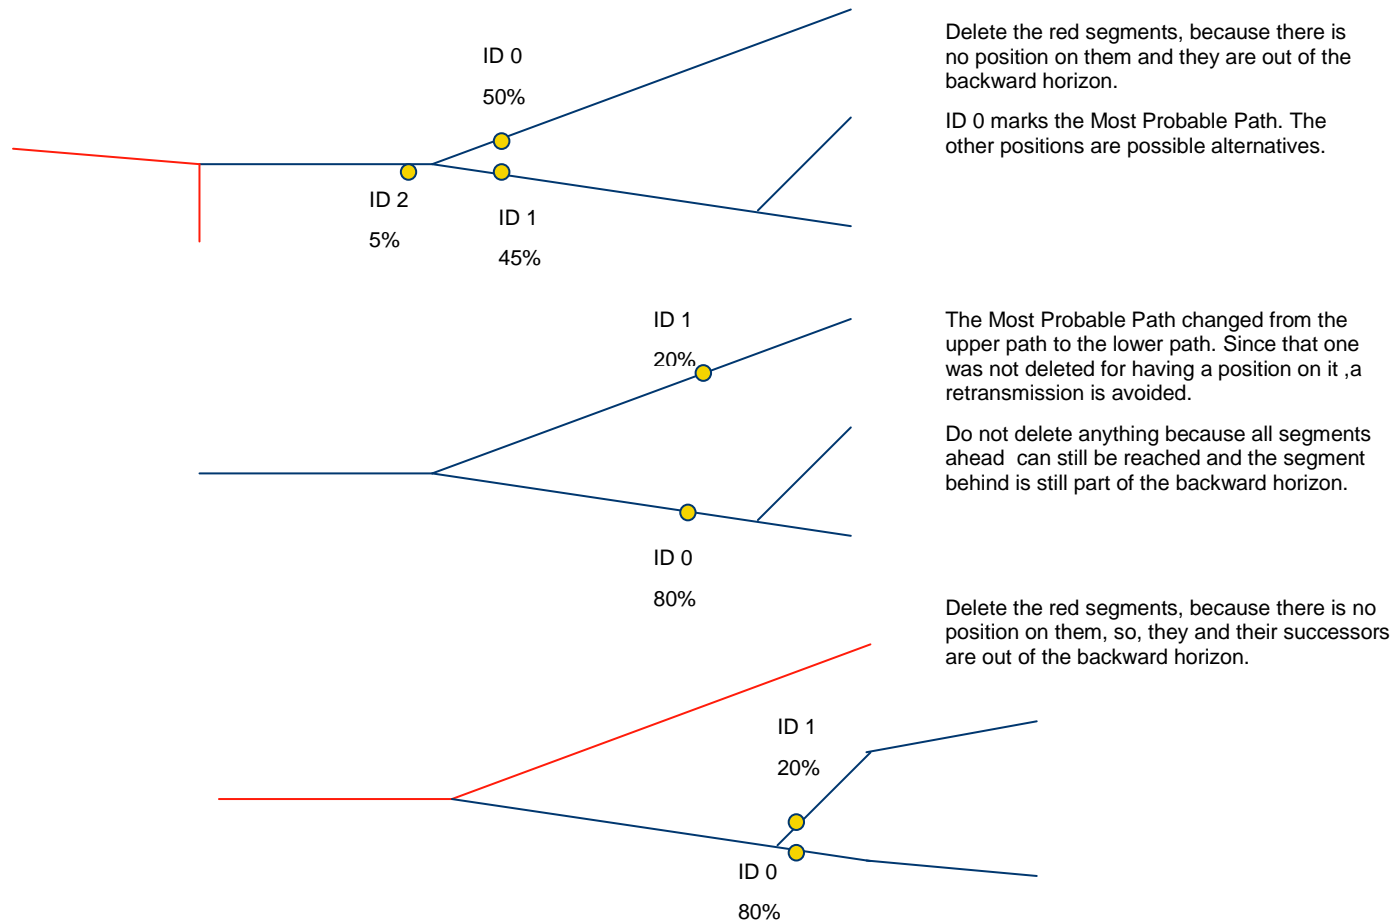 ID 0
50%
ID 2
5%
ID 1
45%
Delete the red segments, because there is
no position on them and they are out of the
backward horizon.
ID 0 marks the Most Probable Path. The
other positions are possible alternatives.
ID 1
20%
ID 0
80%
The Most Probable Path changed from the
upper path to the lower path. Since that one
was not deleted for having a position on it ,a
retransmission is avoided.
Do not delete anything because all segments
ahead  can still be reached and the segment
behind is still part of the backward horizon.
ID 1
20%
ID 0
80%
Delete the red segments, because there is no
position on them, so, they and their successors
are out of the backward horizon.